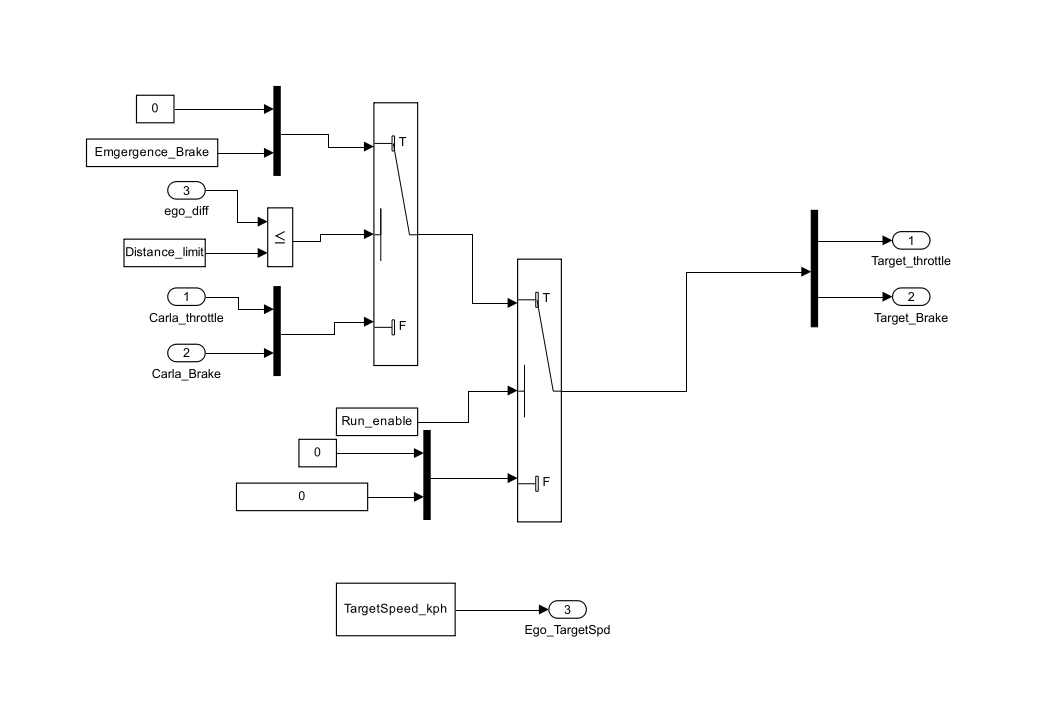 0
T
Emgergence_Brake
3
ego_diff
≤
Distance_limit
1
Target_throttle
1
Carla_throttle
T
2
Target_Brake
F
2
Carla_Brake
Run_enable
0
F
0
TargetSpeed_kph
3
Ego_TargetSpd